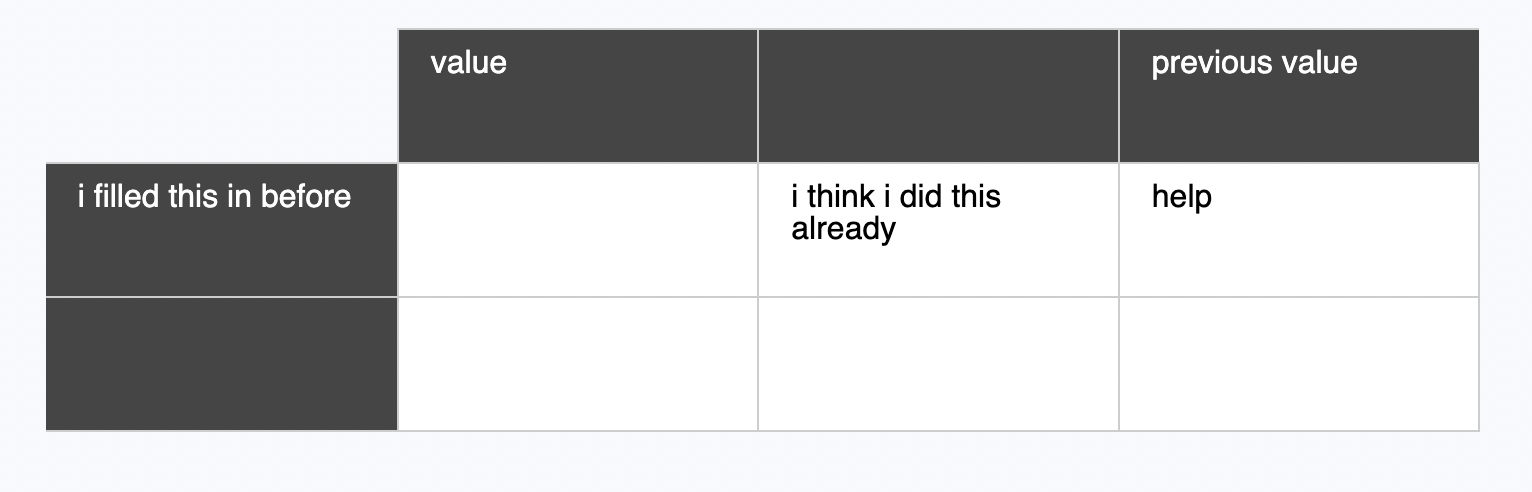 value
previous value
i filled this in before
i think i did this
already
help